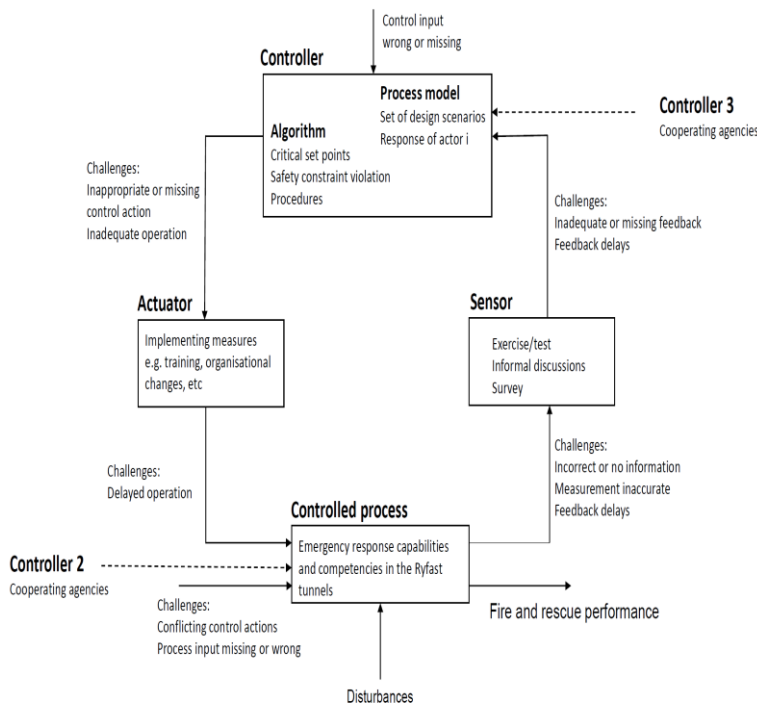 Control input
wrong or missing
Controller
Process model
Set of design scenarios
Response of actor i
Algorithm
Critical set points
Safety constraint violation
Procedures
Controller 3
Cooperating agencies
Challenges:
Inappropriate or missing
control action
Inadequate operation
Challenges:
Inadequate or missing feedback
Feedback delays
Actuator
Implementing measures
e.g. training, organisational
changes, etc
Sensor
Exercise/test
Informal discussions
Survey
Challenges:
Delayed operation
Challenges:
Incorrect or no information
Measurement inaccurate
Feedback delays
Controlled process
Emergency response capabilities
and competencies in the Ryfast
tunnels
Controller 2
Cooperating agencies
Challenges:
Conflicting control actions
Process input missing or wrong
Fire and rescue performance
Disturbances